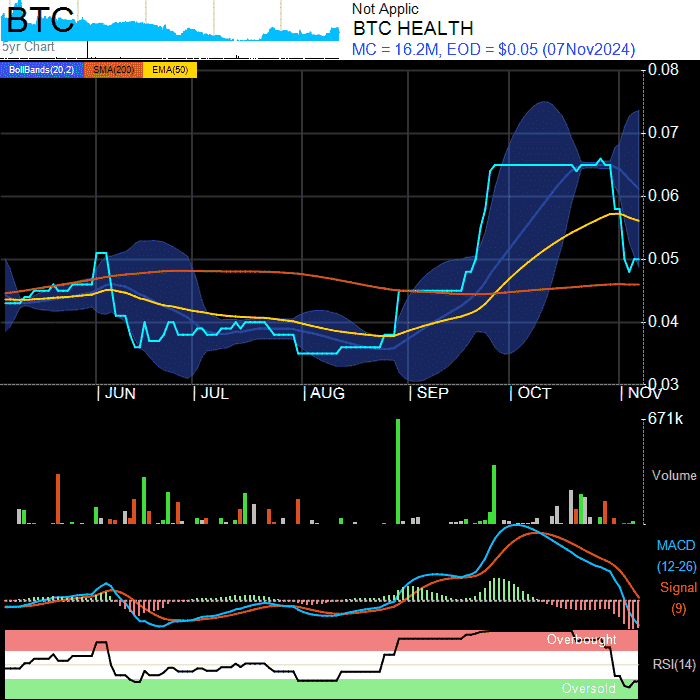 BTC
5yr Chart
Not Applic
BTC HEALTH
MC = 16.2M, EOD = $0.05 (07Nov2024)
BollBands(20,2) SMA(200) EMA(50)
0.08
0.07
0.06
0.05
0.04
0.03
JUN JUL AUG SEP OCT NOV
671k
Volume
MACD
(12-26)
Signal
(9)
Overbought
RSI(14)
Oversold